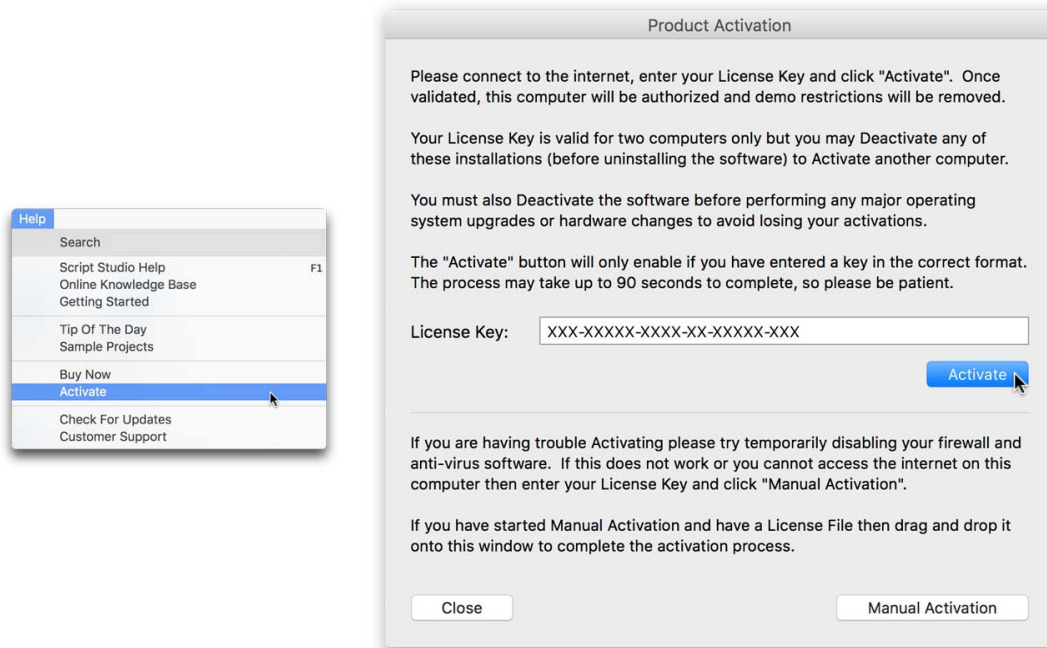 Help
Search
Script Studio Help F1
Online Knowledge Base
Getting Started
Tip Of The Day
Sample Projects
Buy Now
Activate
Check For Updates
Customer Support
Product Activation
Please connect to the internet, enter your License Key and click "Activate".  Once
validated, this computer will be authorized and demo restrictions will be removed.
Your License Key is valid for two computers only but you may Deactivate any of
these installations (before uninstalling the software) to Activate another computer.
You must also Deactivate the software before performing any major operating
system upgrades or hardware changes to avoid losing your activations.
The "Activate" button will only enable if you have entered a key in the correct format.
The process may take up to 90 seconds to complete, so please be patient.
License Key: XXX-XXXXX-XXXX-XX-XXXXX-XXX
Activate
If you are having trouble Activating please try temporarily disabling your firewall and
anti-virus software.  If this does not work or you cannot access the internet on this
computer then enter your License Key and click "Manual Activation".
If you have started Manual Activation and have a License File then drag and drop it
onto this window to complete the activation process.
Close Manual Activation